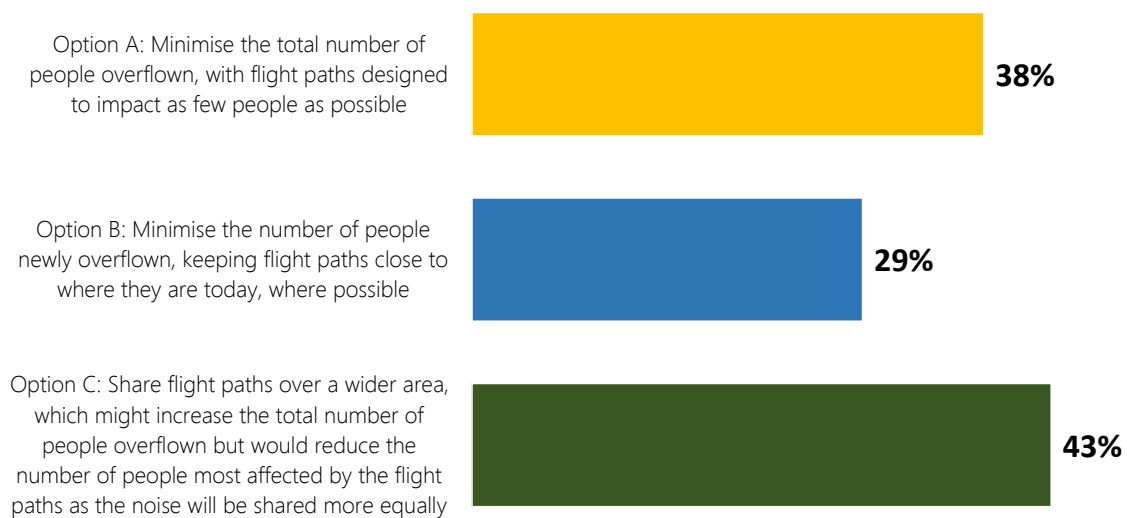 Option A: Minimise the total number of
people overflown, with flight paths designed
to impact as few people as possible
38%
Option B: Minimise the number of people
newly overflown, keeping flight paths close to
where they are today, where possible
29%
Option C: Share flight paths over a wider area,
which might increase the total number of
people overflown but would reduce the
number of people most affected by the flight
paths as the noise will be shared more equally
43%